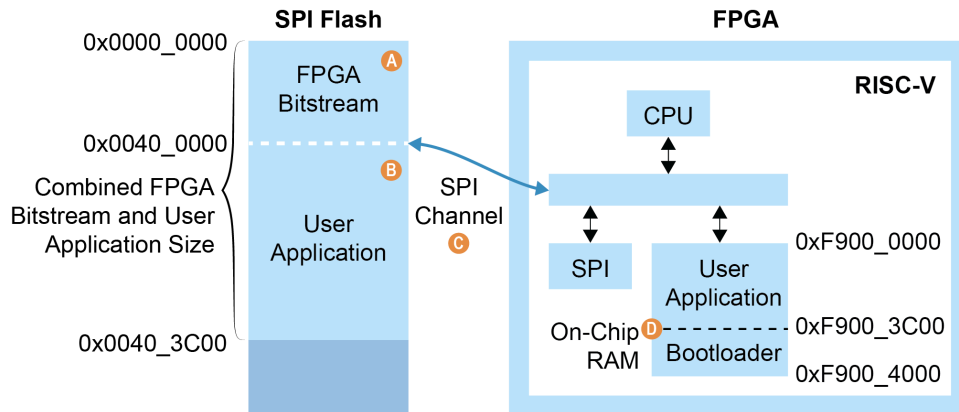 SPI Flash
0x0000_0000
A
FPGA
Bitstream
0x0040_0000
B
Combined FPGA
Bitstream and User
Application Size
User
Application
0x0040_3C00
SPI
Channel
C
FPGA
RISC-V
CPU
SPI
User
Application
0xF900_0000
On-Chip
RAM
D
0xF900_3C00
Bootloader
0xF900_4000